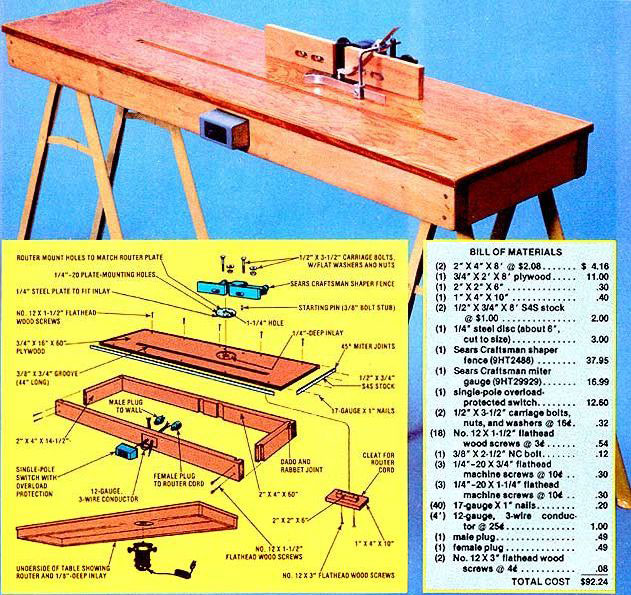 ROUTER MOUNT HOLES TO MATCH ROUTER PLATE
1/4"-20 PLATE-MOUNTING HOLES
1/4" STEEL PLATE TO FIT INLAY
NO. 12 X 1-1/2" FLATHEAD
WOOD SCREWS
3/4" X 16" X 60"
PLYWOOD
3/8" X 3/4" GROOVE
(44" LONG)
2" X 4" X 14-1/2"
SINGLE-POLE
SWITCH WITH
OVERLOAD
PROTECTION
UNDERSIDE OF TABLE SHOWING
ROUTER AND 1/8"-DEEP INLAY
MALE PLUG
TO WALL
12-GAUGE,
3-WIRE CONDUCTOR
FEMALE PLUG
TO ROUTER CORD
1/2" X 3-1/2" CARRIAGE BOLTS,
W/FLAT WASHERS AND NUTS
SEARS CRAFTSMAN SHAPER FENCE
STARTING PIN (3/8" BOLT STUB)
1-1/4" HOLE
1/4"-DEEP INLAY
45° MITER JOINTS
1/2" X 3/4"
S4S STOCK
17-GAUGE X 1" NAILS
DADO AND
RABBET JOINT
2" X 4" X 60"
CLEAT FOR
ROUTER
CORD
2" X 2" X 6"
1" X 4" X 10"
NO. 12 X 1-1/2"
FLATHEAD WOOD SCREWS
NO. 12 X 3" FLATHEAD WOOD SCREWS
BILL OF MATERIALS
(2) 2" X 4" X 8' @ $2.08....... $ 4.16
(1) 3/4" X 2' X 8' plywood.... 11.00
(1) 2" X 2" X 6"............... .30
(1) 1" X 4" X 10"............. .40
(2) 1/2" X 3/4" X 8' S4S stock
@ $1.00.................. 2.00
(1) 1/4" steel disc (about 6",
cut to size)............... 3.00
(1) Sears Craftsman shaper
fence (9HT2486)......... 37.95
(1) Sears Craftsman miter
gauge (9HT29929)....... 16.99
(1) single-pole overload-
protected switch......... 12.60
(2) 1/2" X 3-1/2" carriage bolts,
nuts, and washers @ 16¢.. .32
(18) No. 12 X 1-1/2" flathead
wood screws @ 3¢....... .54
(1) 3/8" X 2-1/2" NC bolt....... .12
(3) 1/4"-20 X 3/4" flathead
machine screws @ 10¢.. .30
(3) 1/4"-20 X 1-1/4" flathead
machine screws @ 10¢.. .30
(40) 17-gauge X 1" nails........ .20
(4') 12-gauge, 3-wire conduc-
tor @ 25¢................ 1.00
(1) male plug.................. .49
(1) female plug............... .49
(2) No. 12 X 3" flathead wood
screws @ 4¢............. .08
TOTAL COST $92.24